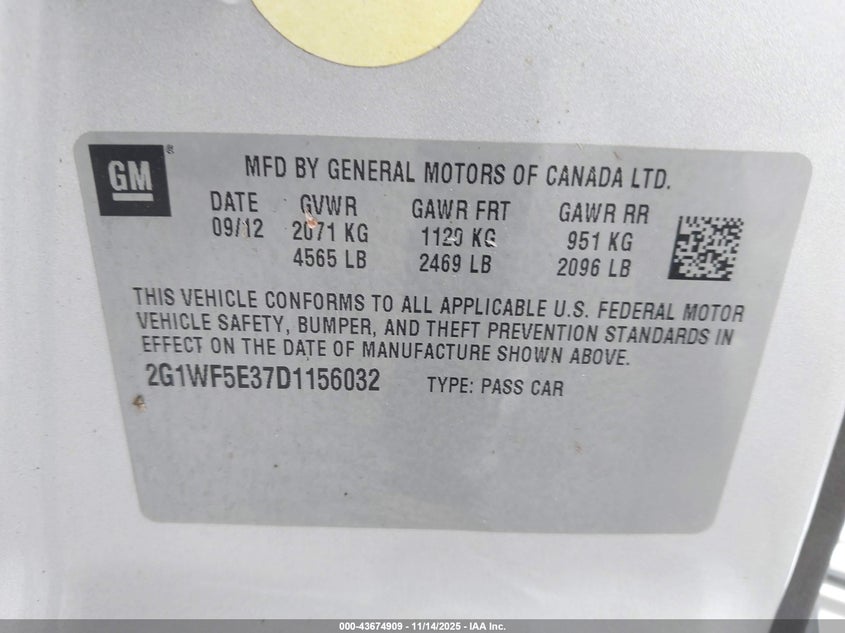 GM®
MFD BY GENERAL MOTORS OF CANADA LTD.
DATE GVWR GAWR FRT GAWR RR
09/12 2071 KG 1120 KG 951 KG
4565 LB 2469 LB 2096 LB
THIS VEHICLE CONFORMS TO ALL APPLICABLE U.S. FEDERAL MOTOR
VEHICLE SAFETY, BUMPER, AND THEFT PREVENTION STANDARDS IN
EFFECT ON THE DATE OF MANUFACTURE SHOWN ABOVE.
2G1WF5E37D1156032 TYPE: PASS CAR
000-43674909 - 11/14/2025 - IAA Inc.